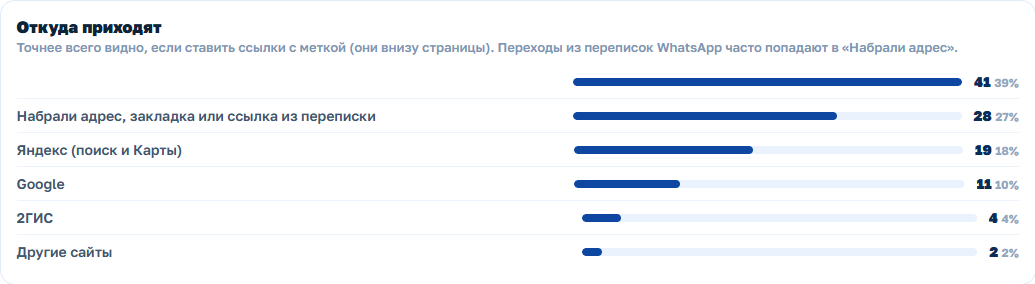 Откуда приходят
Точнее всего видно, если ставить ссылки с меткой (они внизу страницы). Переходы из переписок WhatsApp часто попадают в «Набрали адрес».
41 39%
Набрали адрес, закладка или ссылка из переписки 28 27%
Яндекс (поиск и Карты) 19 18%
Google 11 10%
2ГИС 4 4%
Другие сайты 2 2%